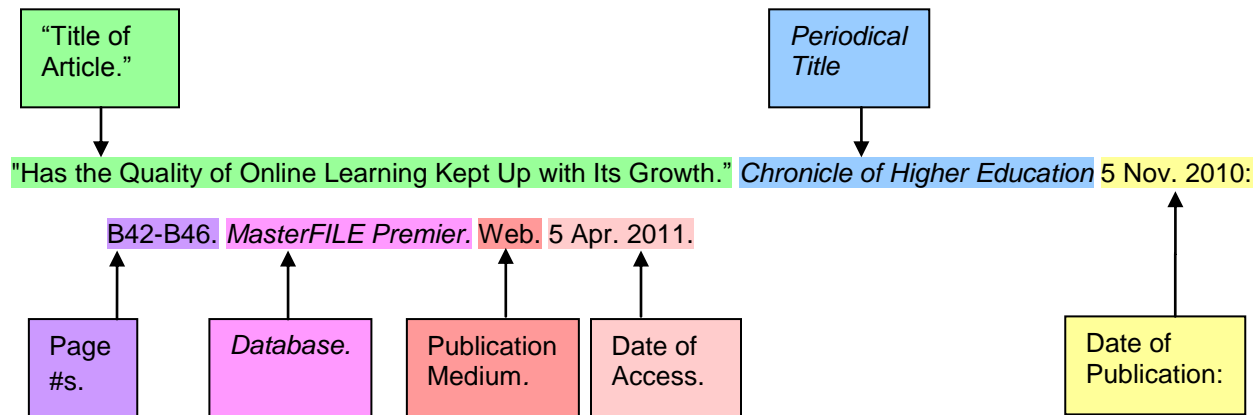 “Title of
Article.”
Periodical
Title
"Has the Quality of Online Learning Kept Up with Its Growth.” Chronicle of Higher Education 5 Nov. 2010:
B42-B46. MasterFILE Premier. Web. 5 Apr. 2011.
Page
#s.
Database.
Publication
Medium.
Date of
Access.
Date of
Publication: